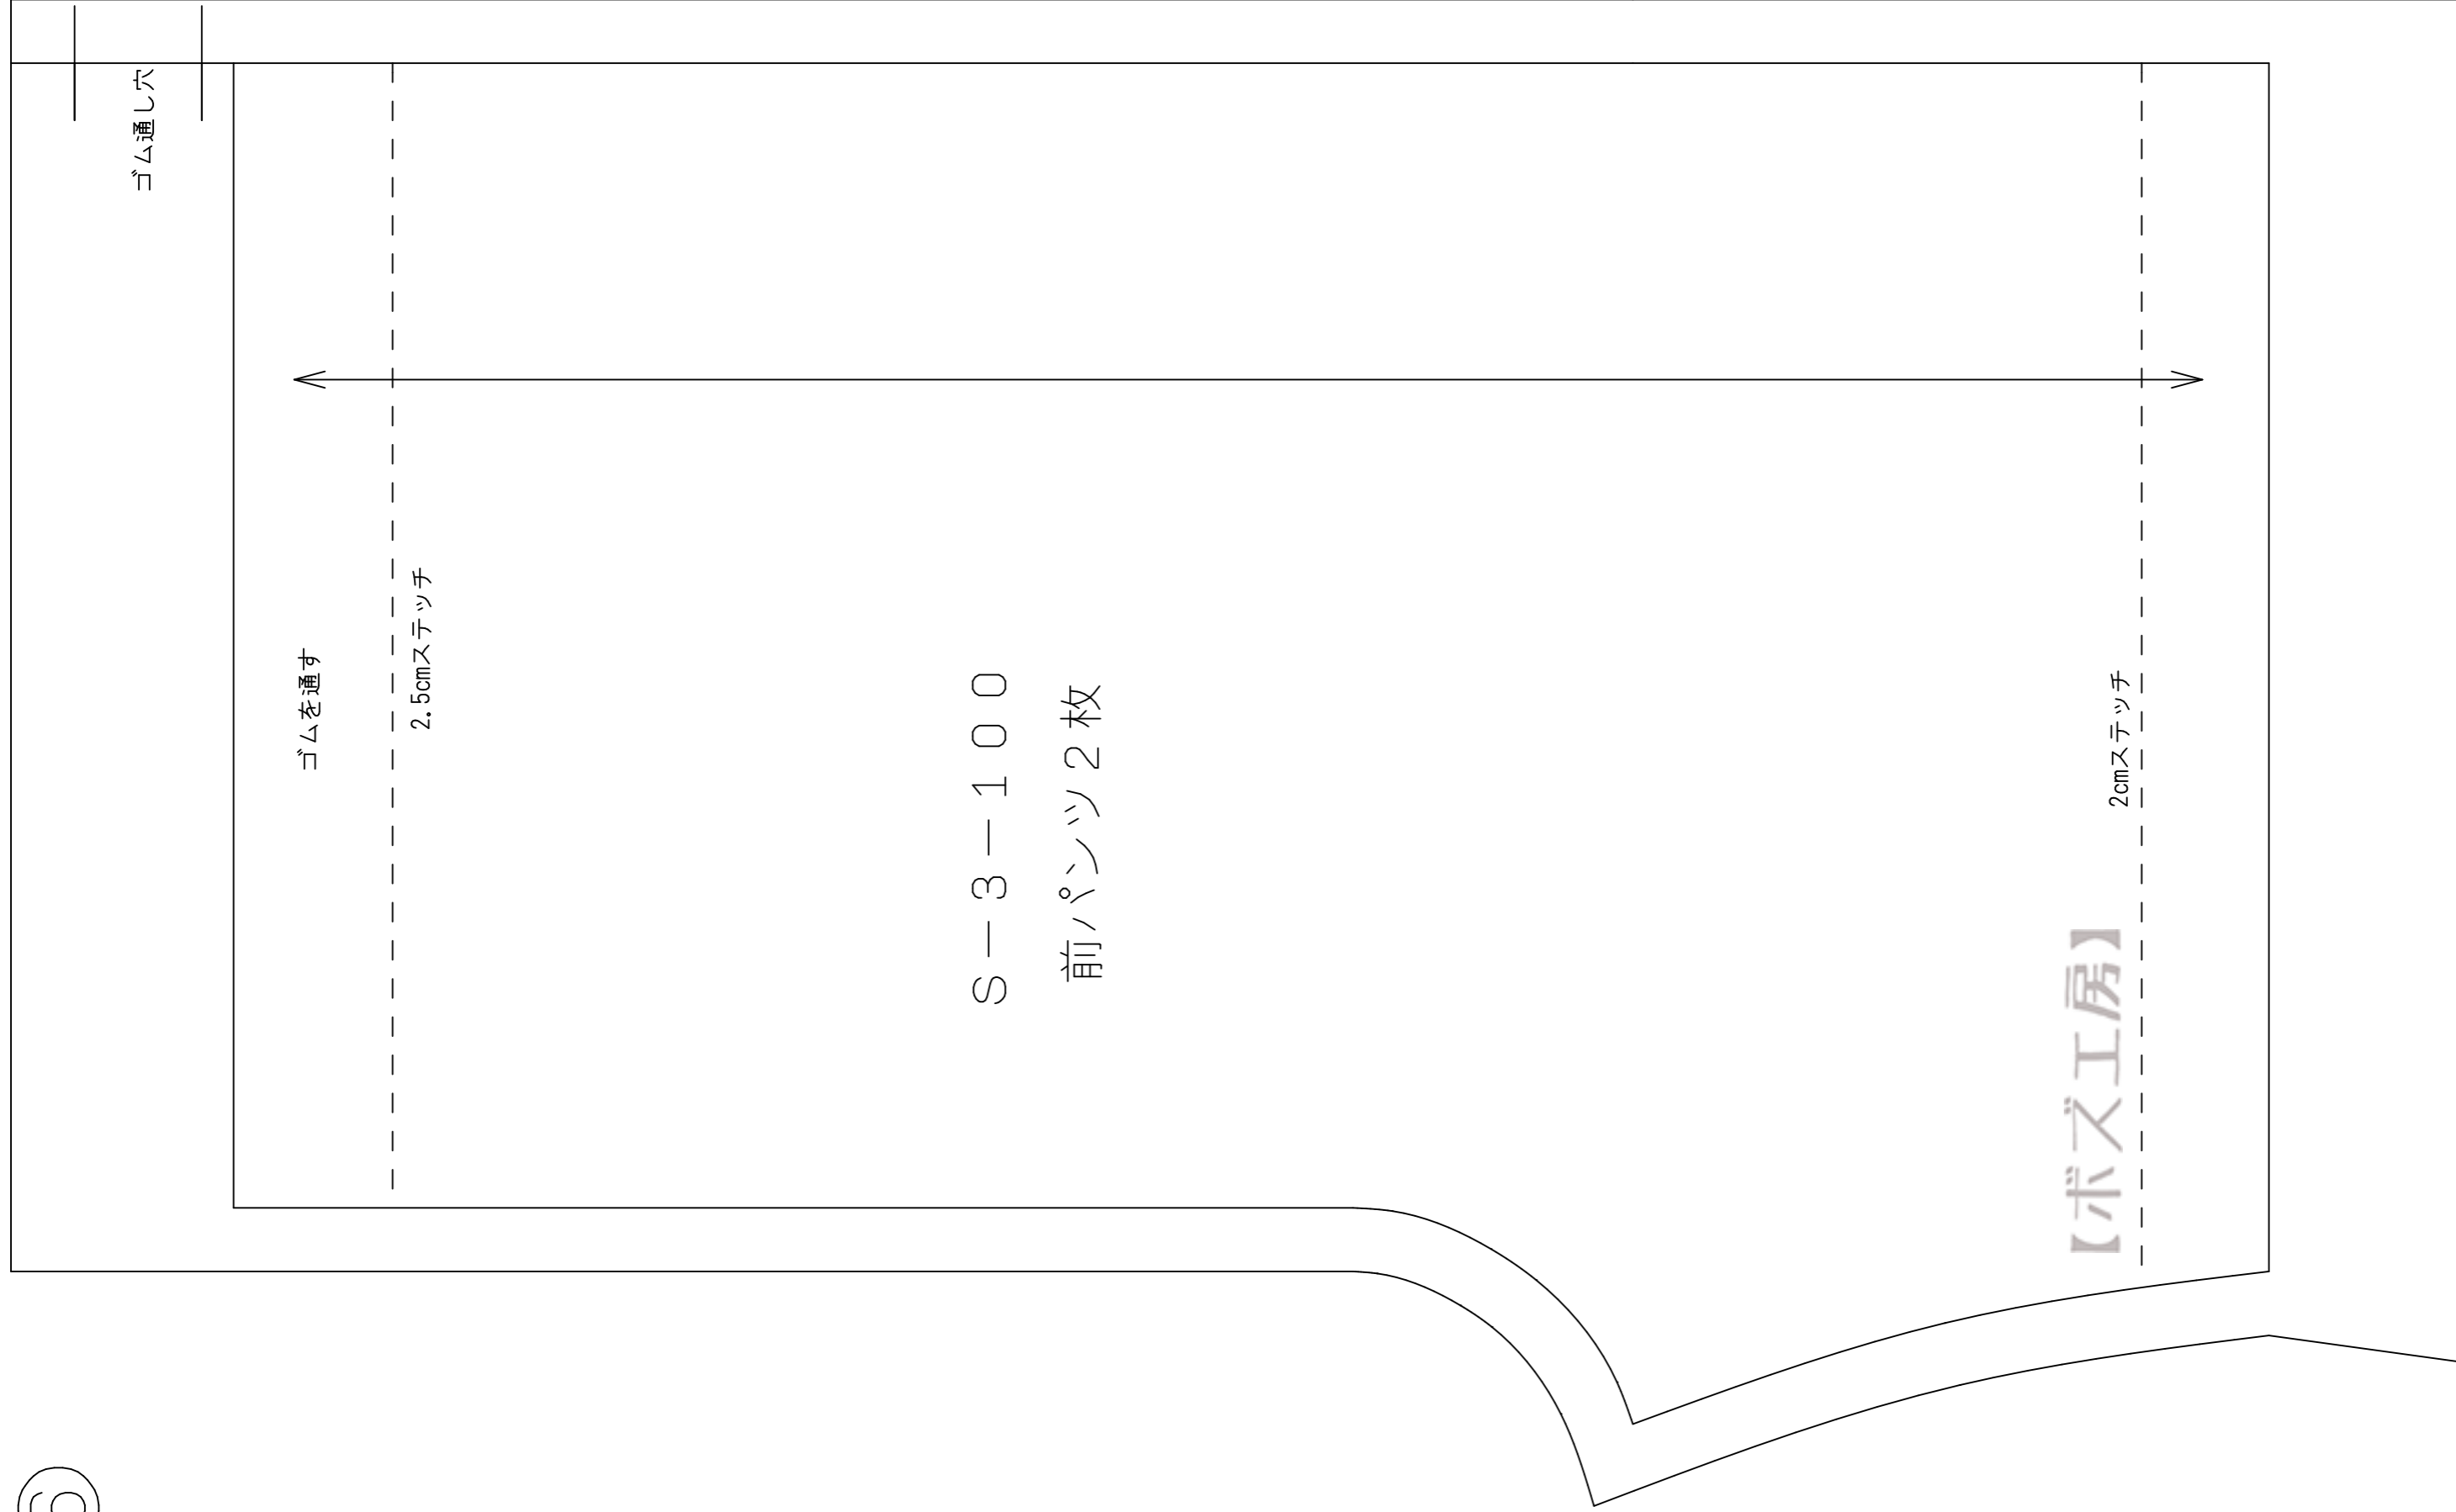 ゴム通し穴
ゴムを通す
2.5cmステッチ
S－3－100
前パンツ2枚
2cmステッチ
【ボズ工房】